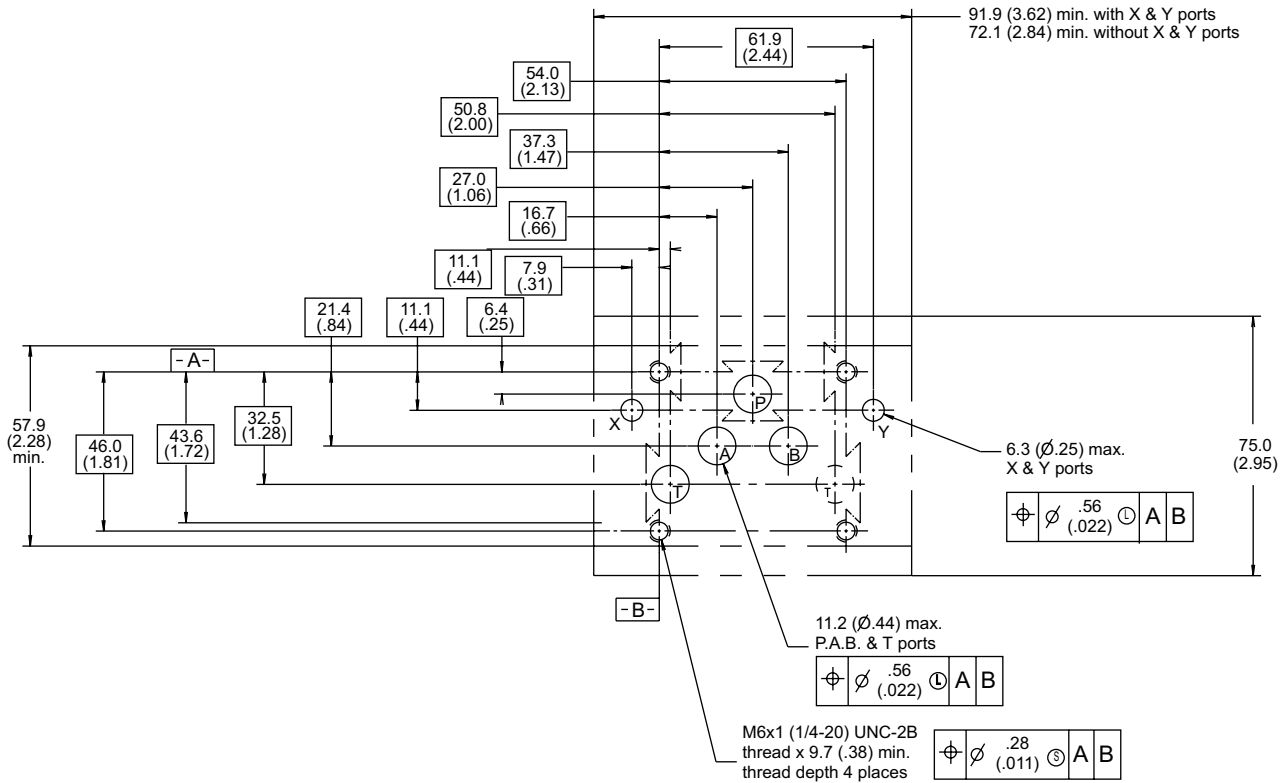 91.9 (3.62) min. with X & Y ports
72.1 (2.84) min. without X & Y ports
61.9
(2.44)
54.0
(2.13)
50.8
(2.00)
37.3
(1.47)
27.0
(1.06)
16.7
(.66)
11.1
(.44)
7.9
(.31)
21.4
(.84)
11.1
(.44)
6.4
(.25)
-A-
57.9
(2.28)
min.
46.0
(1.81)
43.6
(1.72)
32.5
(1.28)
X
P
Y
A
B
T
T
75.0
(2.95)
6.3 (Ø.25) max.
X & Y ports
⌖ Ø .56 (.022) Ⓛ A B
-B-
11.2 (Ø.44) max.
P.A.B. & T ports
⌖ Ø .56 (.022) Ⓛ A B
M6x1 (1/4-20) UNC-2B
thread x 9.7 (.38) min.
thread depth 4 places
⌖ Ø .28 (.011) Ⓢ A B